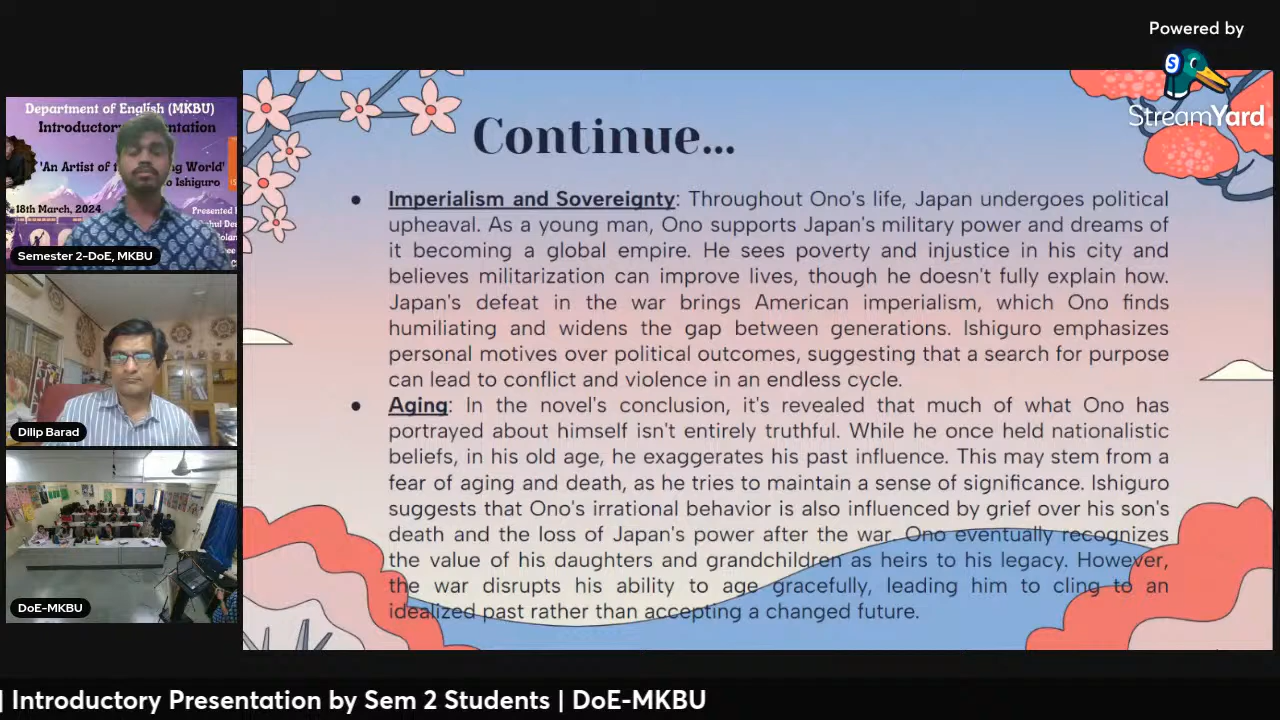 Powered by
StreamYard
Department of English (MKBU)
Introductory Presentation
'An Artist of t ng World'
o Ishiguro
18th March, 2024
Presented
Semester 2-DoE, MKBU
Dilip Barad
DoE-MKBU
Continue...
● Imperialism and Sovereignty: Throughout Ono's life, Japan undergoes political
upheaval. As a young man, Ono supports Japan's military power and dreams of
it becoming a global empire. He sees poverty and injustice in his city and
believes militarization can improve lives, though he doesn't fully explain how.
Japan's defeat in the war brings American imperialism, which Ono finds
humiliating and widens the gap between generations. Ishiguro emphasizes
personal motives over political outcomes, suggesting that a search for purpose
can lead to conflict and violence in an endless cycle.
● Aging: In the novel's conclusion, it's revealed that much of what Ono has
portrayed about himself isn't entirely truthful. While he once held nationalistic
beliefs, in his old age, he exaggerates his past influence. This may stem from a
fear of aging and death, as he tries to maintain a sense of significance. Ishiguro
suggests that Ono's irrational behavior is also influenced by grief over his son's
death and the loss of Japan's power after the war. Ono eventually recognizes
the value of his daughters and grandchildren as heirs to his legacy. However,
the war disrupts his ability to age gracefully, leading him to cling to an
idealized past rather than accepting a changed future.
| Introductory Presentation by Sem 2 Students | DoE-MKBU